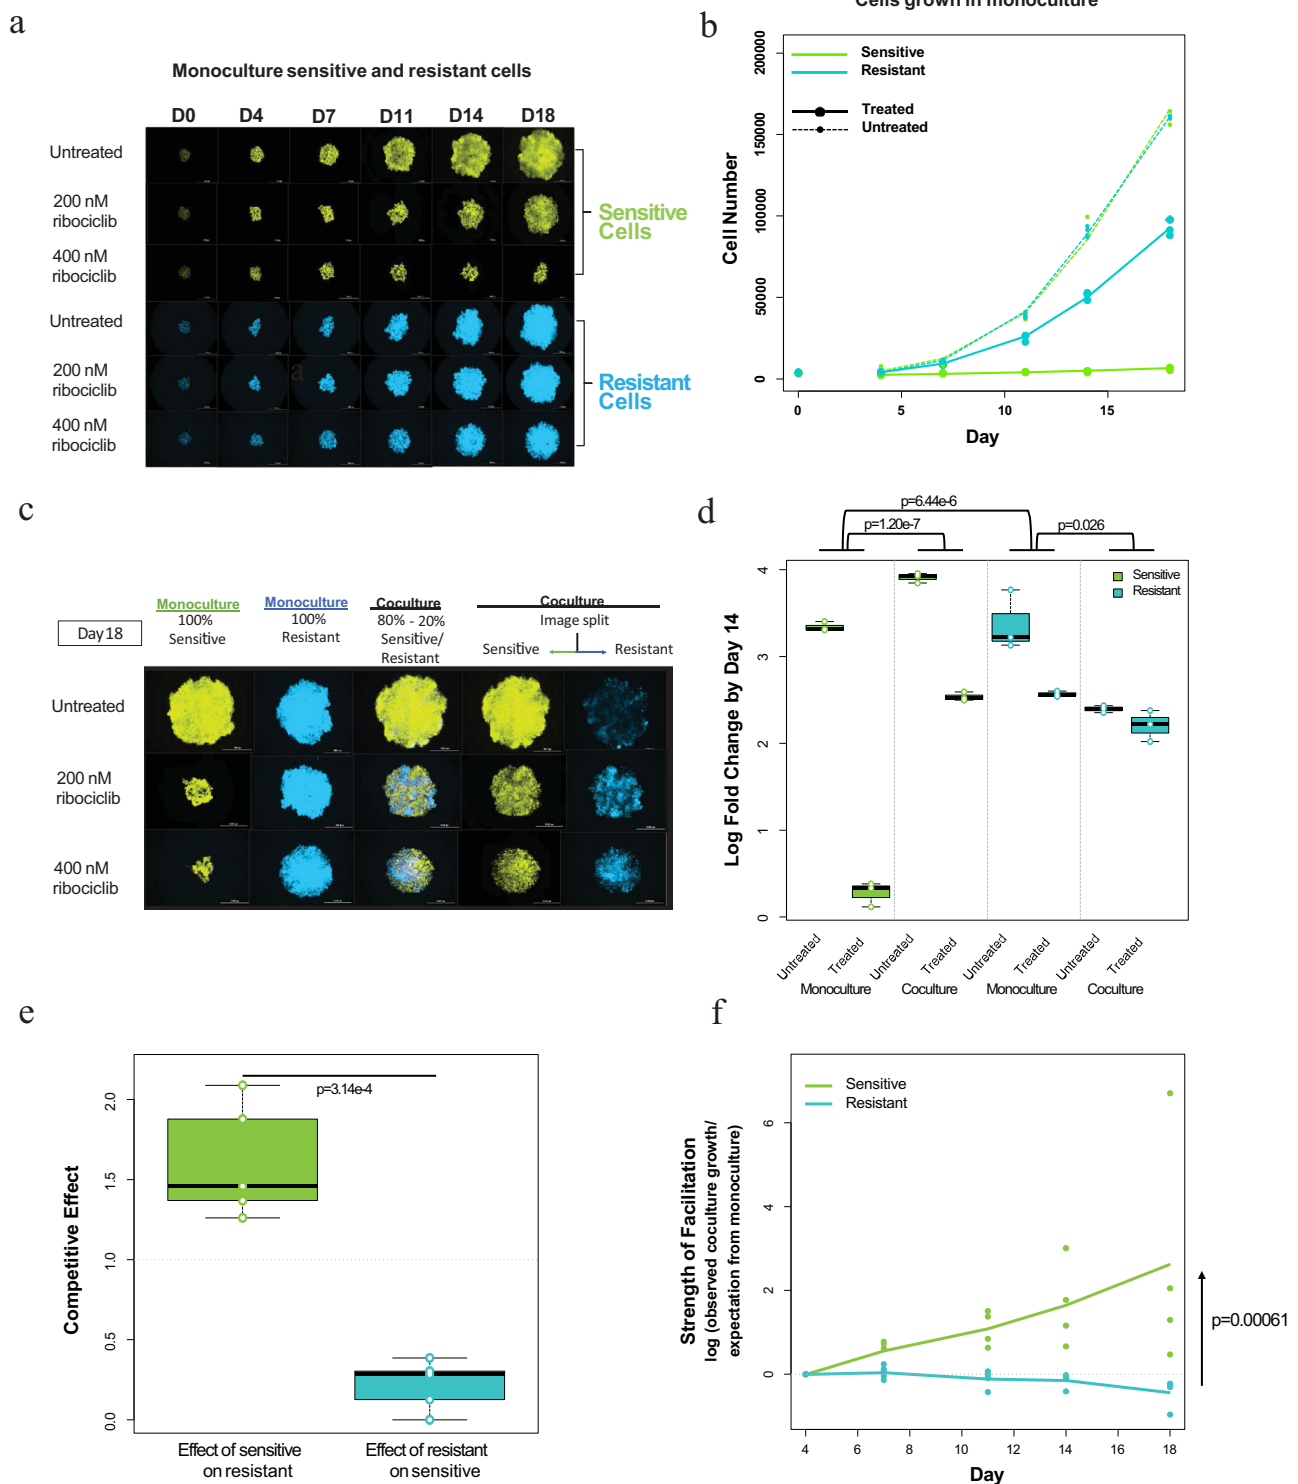 a
Monoculture sensitive and resistant cells
D0 D4 D7 D11 D14 D18
Untreated
200 nM
ribociclib
400 nM
ribociclib
Untreated
200 nM
ribociclib
400 nM
ribociclib
a
Sensitive
Cells
Resistant
Cells
b
Cells grown in monoculture
Sensitive
Resistant
Treated
Untreated
Cell Number
200000
150000
100000
50000
0
0 5 10 15
Day
c
Day 18
Monoculture
100%
Sensitive
Monoculture
100%
Resistant
Coculture
80% - 20%
Sensitive/
Resistant
Coculture
Image split
Sensitive
Resistant
Untreated
200 nM
ribociclib
400 nM
ribociclib
d
p=6.44e-6
p=1.20e-7
p=0.026
Sensitive
Resistant
Log Fold Change by Day 14
4
3
2
1
0
Untreated Treated Untreated Treated Untreated Treated Untreated Treated
Monoculture Coculture Monoculture Coculture
e
p=3.14e-4
Competitive Effect
2.0
1.5
1.0
0.5
0.0
Effect of sensitive
on resistant
Effect of resistant
on sensitive
f
Sensitive
Resistant
Strength of Facilitation
log (observed coculture growth/
expectation from monoculture)
6
4
2
0
4 6 8 10 12 14 16 18
Day
p=0.00061